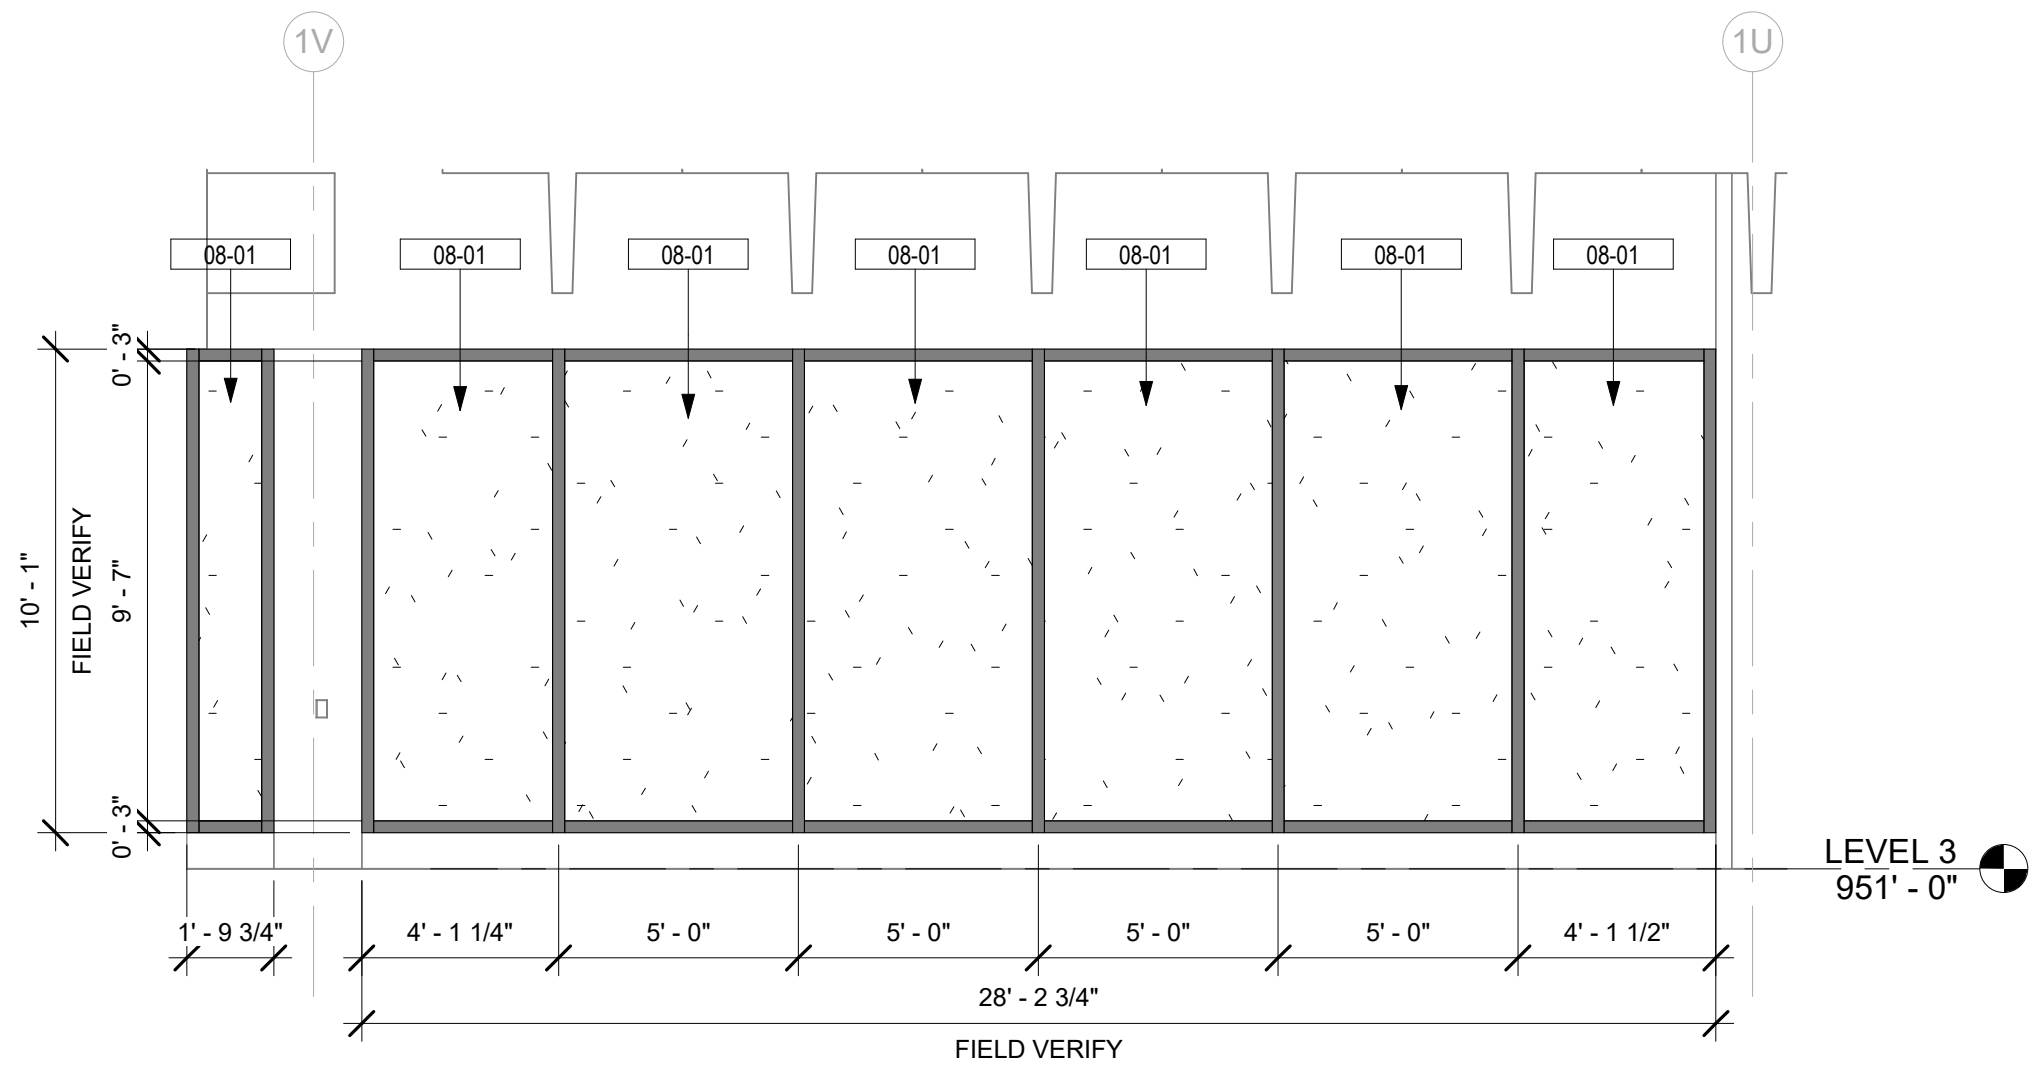 1V
1U
08-01
08-01
08-01
08-01
08-01
08-01
08-01
0' - 3"
10' - 1"
FIELD VERIFY
9' - 7"
0' - 3"
LEVEL 3
951' - 0"
1' - 9 3/4"
4' - 1 1/4"
5' - 0"
5' - 0"
5' - 0"
5' - 0"
4' - 1 1/2"
28' - 2 3/4"
FIELD VERIFY